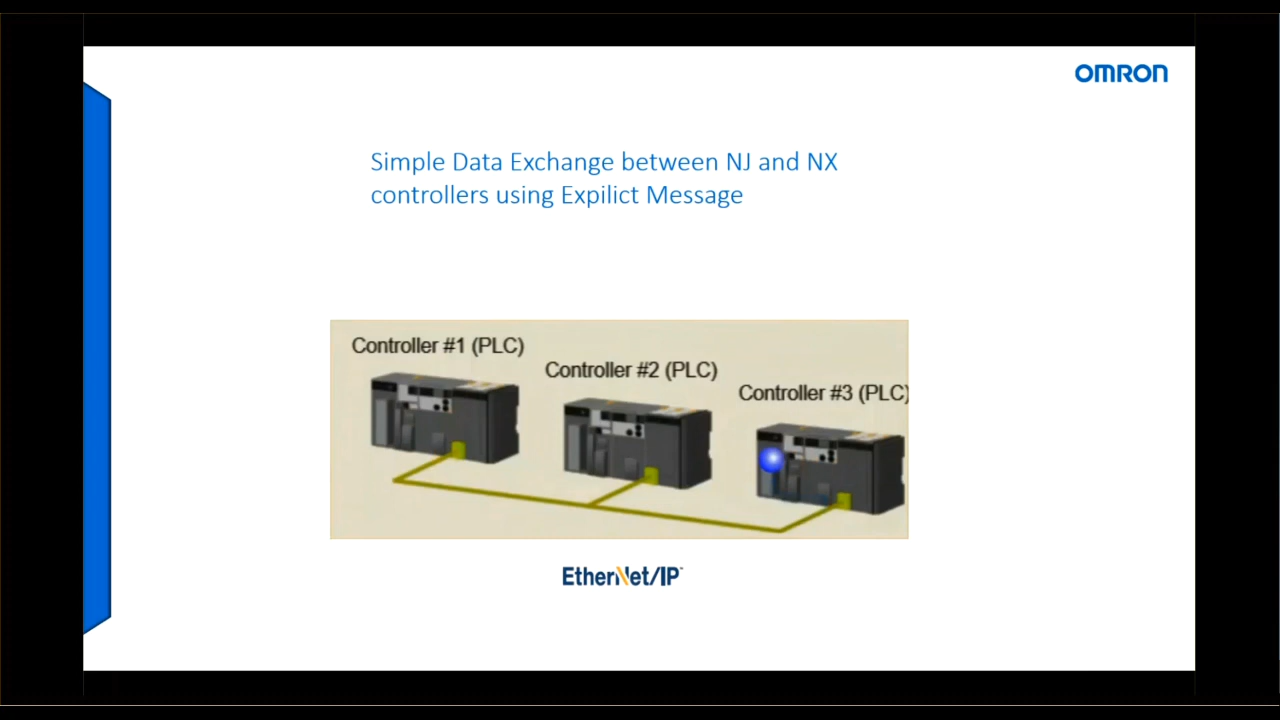 OMRON
Simple Data Exchange between NJ and NX
controllers using Expilict Message
Controller #1 (PLC)
Controller #2 (PLC)
Controller #3 (PLC)
EtherNet/IP™